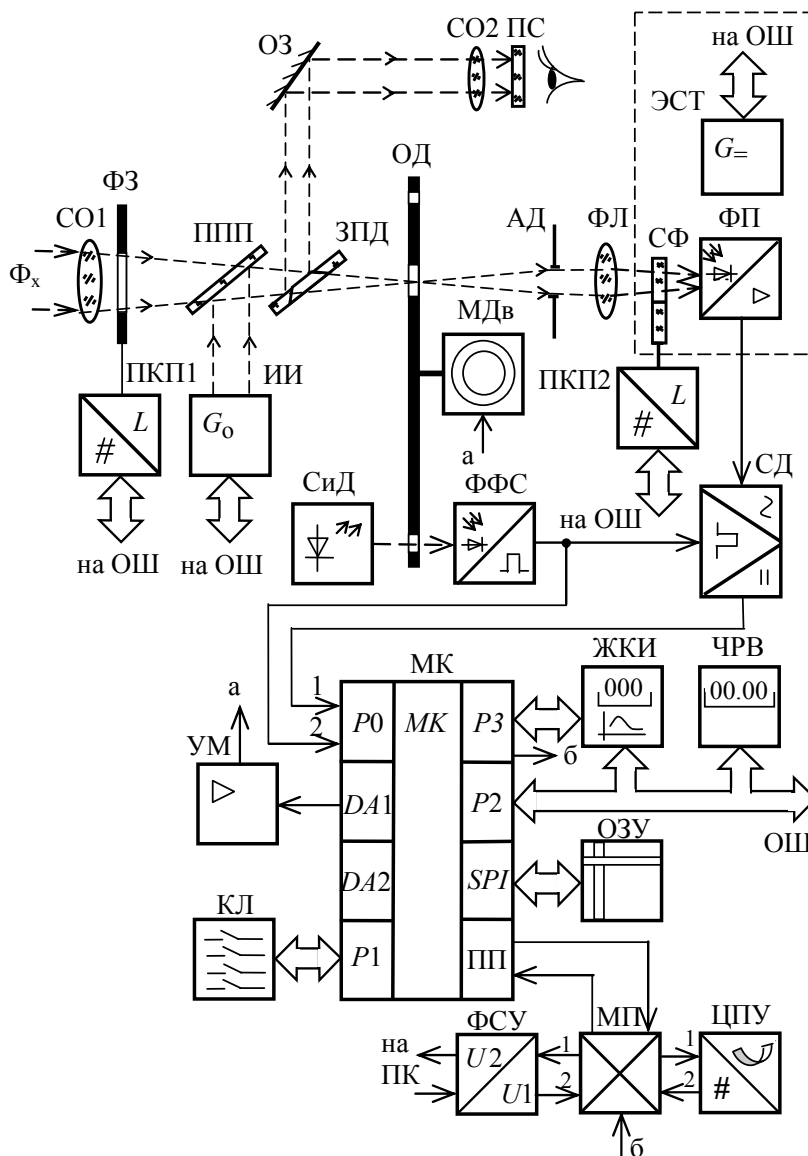 ОЗ
СО2 ПС
на ОШ
ЭСТ
G=
ОД
ФЗ
СО1
ППП
ЗПД
АД
ФЛ
СФ
ФП
Фх
МДв
ПКП1
ИИ
ПКП2
L
#
Gо
а
L
#
СД
СиД
ФФС
на ОШ
на ОШ
на ОШ
МК
ЖКИ
ЧРВ
а
1
2
P0
MK
P3
000
00.00
б
УМ
DA1
P2
ОШ
ОЗУ
DA2
SPI
КЛ
P1
ПП
ФСУ
МП
ЦПУ
на
ПК
U2
U1
1
2
1
2
#
б